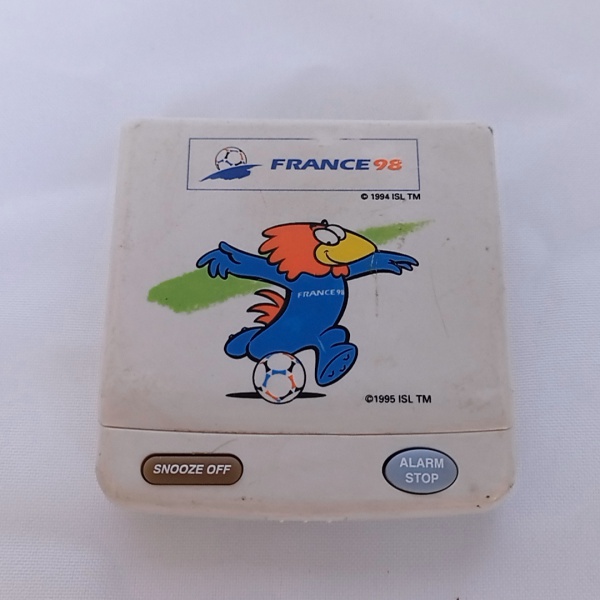 FRANCE 98
© 1994 ISL TM
FRANCE 98
©1995 ISL TM
SNOOZE OFF
ALARM
STOP